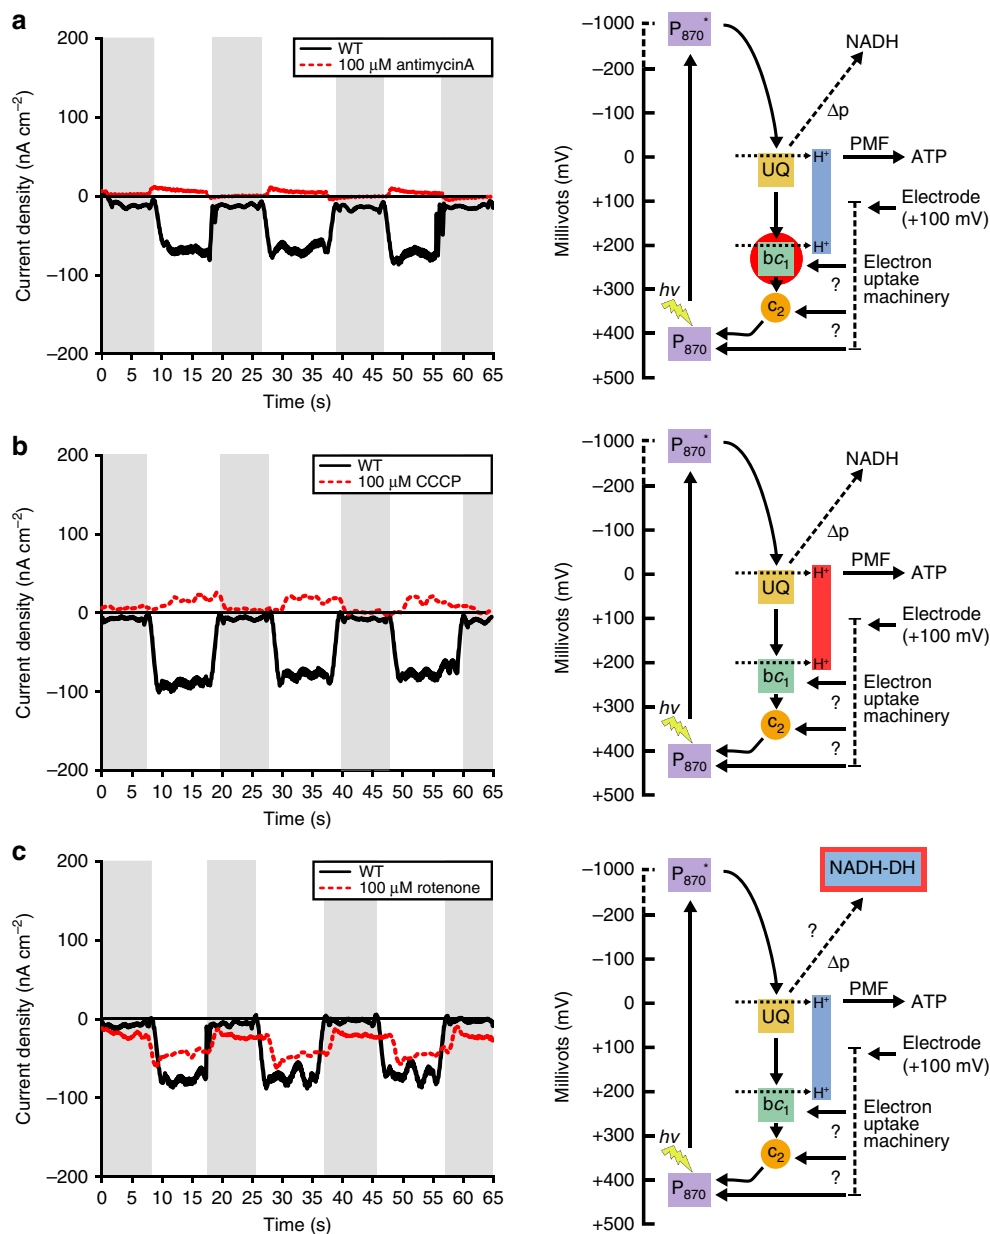 a
200
100
0
−100
−200
Current density (nA cm−2)
WT
100 μM antimycinA
0 5 10 15 20 25 30 35 40 45 50 55 60 65
Time (s)
−1000
−200
−100
0
+100
+200
+300
+400
+500
Millivots (mV)
P870*
NADH
Δp
PMF
ATP
H+
UQ
Electrode
(+100 mV)
H+
bc1
Electron
uptake
machinery
?
hv
c2
?
P870
b
200
100
0
−100
−200
Current density (nA cm−2)
WT
100 μM CCCP
0 5 10 15 20 25 30 35 40 45 50 55 60 65
Time (s)
−1000
−200
−100
0
+100
+200
+300
+400
+500
Millivots (mV)
P870*
NADH
Δp
PMF
ATP
H+
UQ
Electrode
(+100 mV)
H+
bc1
Electron
uptake
machinery
?
hv
c2
?
P870
c
200
100
0
−100
−200
Current density (nA cm−2)
WT
100 μM rotenone
0 5 10 15 20 25 30 35 40 45 50 55 60 65
Time (s)
−1000
−200
−100
0
+100
+200
+300
+400
+500
Millivots (mV)
P870*
NADH-DH
?
Δp
PMF
ATP
H+
UQ
Electrode
(+100 mV)
H+
bc1
Electron
uptake
machinery
?
hv
c2
?
P870